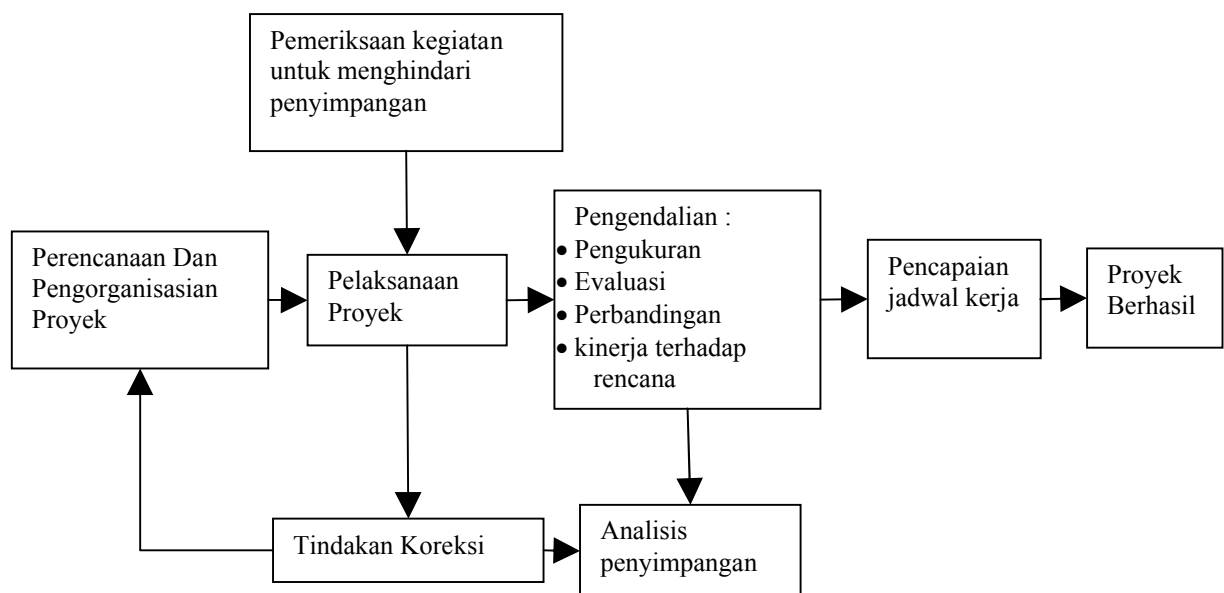 Pemeriksaan kegiatan
untuk menghindari
penyimpangan
Perencanaan Dan
Pengorganisasian
Proyek
Pelaksanaan
Proyek
Pengendalian :
• Pengukuran
• Evaluasi
• Perbandingan
• kinerja terhadap
rencana
Pencapaian
jadwal kerja
Proyek
Berhasil
Tindakan Koreksi
Analisis
penyimpangan